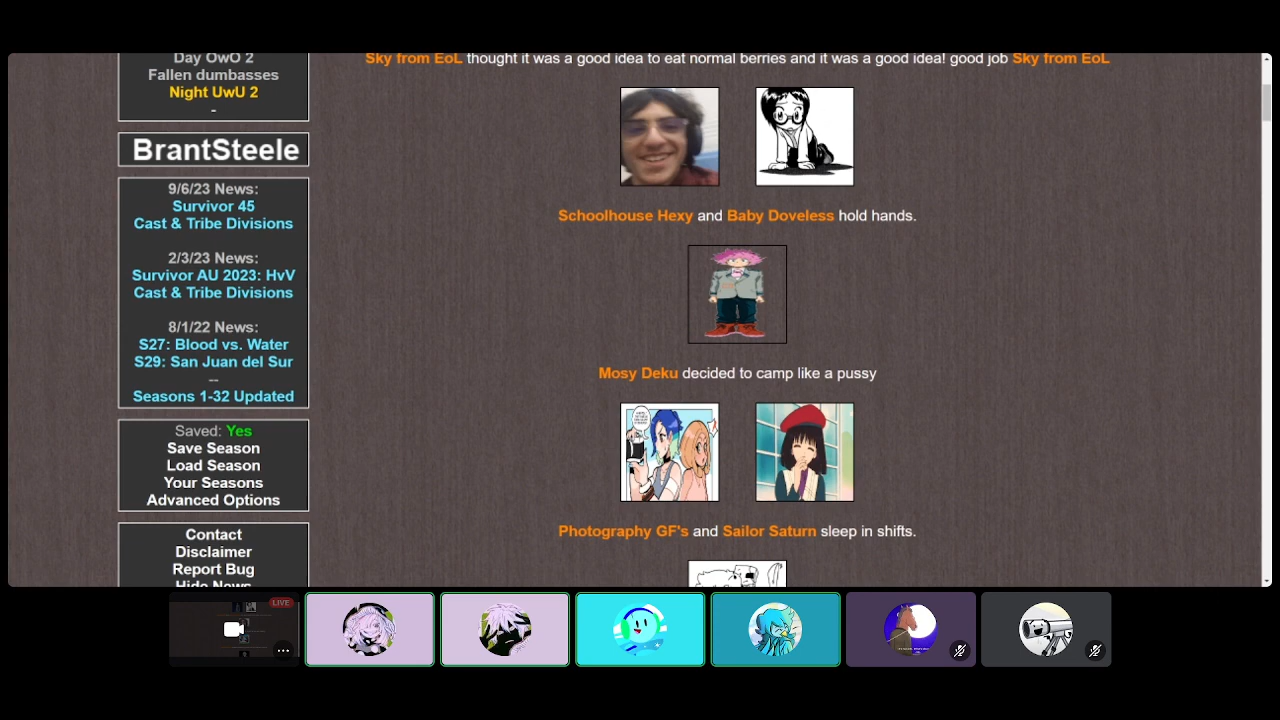 Day OwO 2
Fallen dumbasses
Night UwU 2
-
BrantSteele
9/6/23 News:
Survivor 45
Cast & Tribe Divisions
2/3/23 News:
Survivor AU 2023: HvV
Cast & Tribe Divisions
8/1/22 News:
S27: Blood vs. Water
S29: San Juan del Sur
--
Seasons 1-32 Updated
Saved: Yes
Save Season
Load Season
Your Seasons
Advanced Options
Contact
Disclaimer
Report Bug
Hide News
Sky from EoL thought it was a good idea to eat normal berries and it was a good idea! good job Sky from EoL
Schoolhouse Hexy and Baby Doveless hold hands.
Mosy Deku decided to camp like a pussy
Photography GF's and Sailor Saturn sleep in shifts.
LIVE